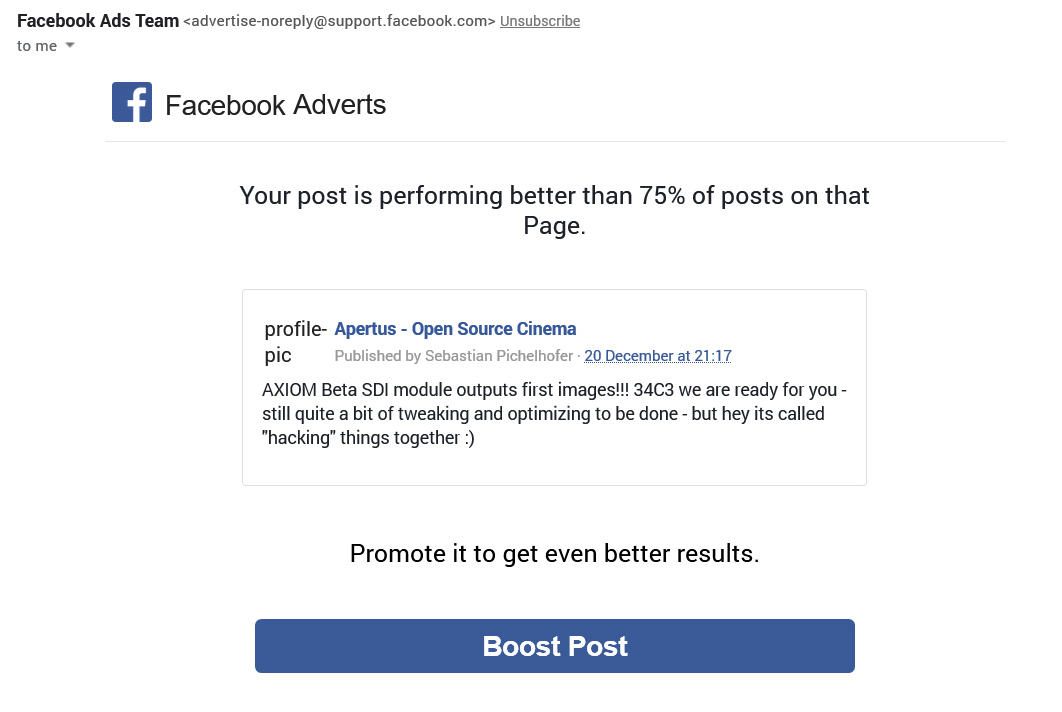 Facebook Ads Team <advertise-noreply@support.facebook.com> Unsubscribe
to me
Facebook Adverts
Your post is performing better than 75% of posts on that
Page.
profile- Apertus - Open Source Cinema
pic Published by Sebastian Pichelhofer · 20 December at 21:17
AXIOM Beta SDI module outputs first images!!! 34C3 we are ready for you -
still quite a bit of tweaking and optimizing to be done - but hey its called
"hacking" things together :)
Promote it to get even better results.
Boost Post